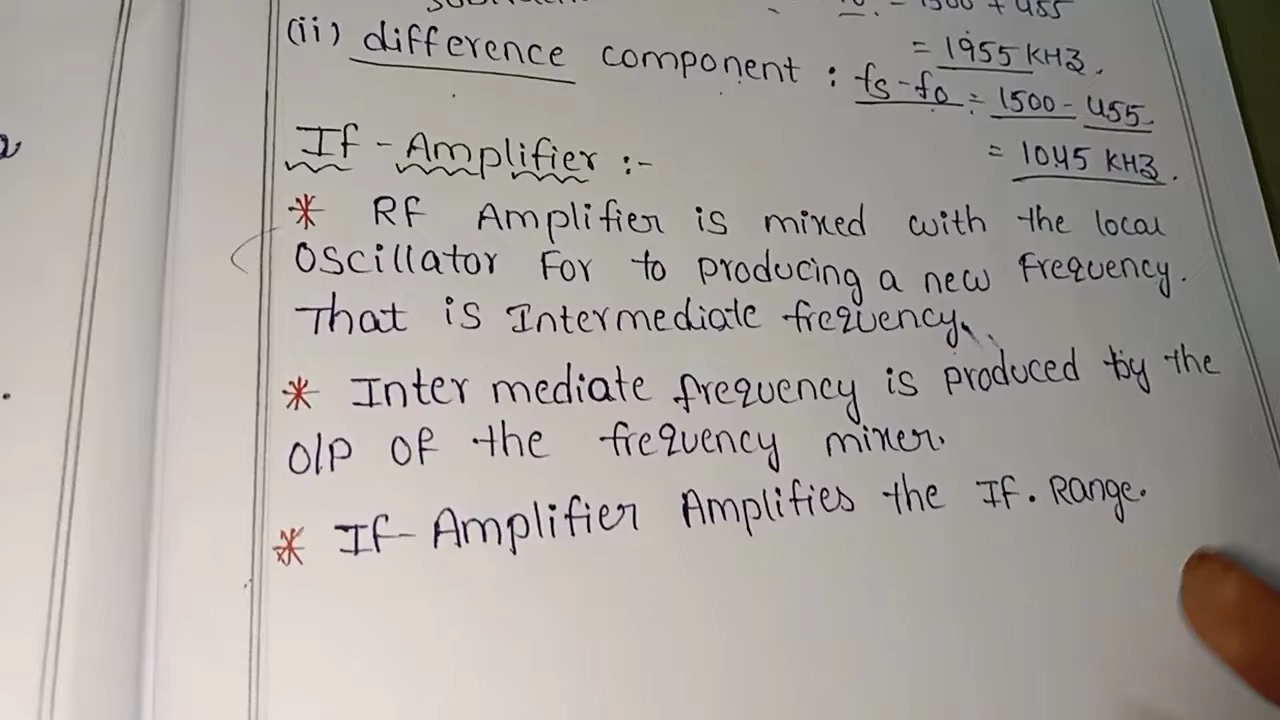 = 1500 + 455
= 1955 KHz.
(ii) difference component : fs-fo = 1500 - 455
= 1045 KHz.
If - Amplifier :-
* RF Amplifier is mixed with the local
Oscillator For to producing a new frequency.
That is Intermediate frequency.
* Inter mediate frequency is produced by the
O/P OF the frequency mixer.
* If- Amplifier Amplifies the If. Range.